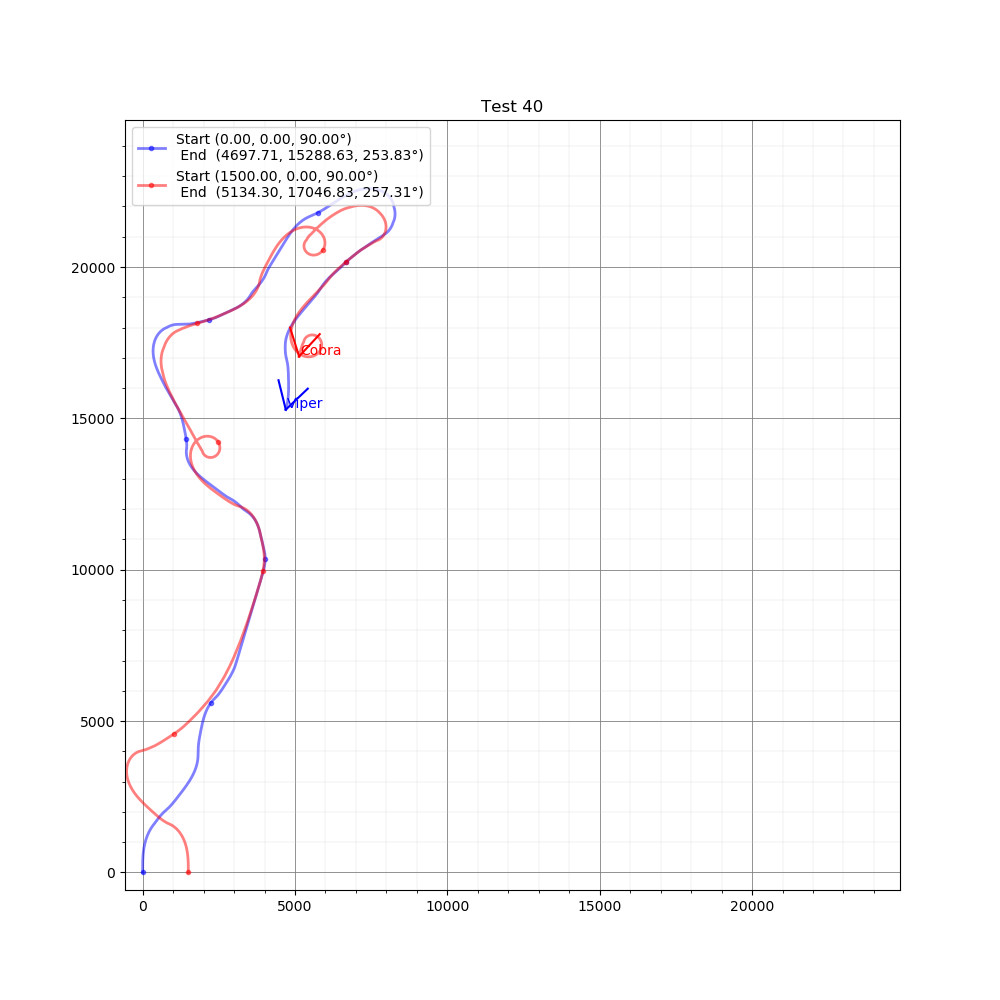 Test 40
Start (0.00, 0.00, 90.00°)
End (4697.71, 15288.63, 253.83°)
Start (1500.00, 0.00, 90.00°)
End (5134.30, 17046.83, 257.31°)
20000
Cobra
Viper
15000
10000
5000
0
0 5000 10000 15000 20000